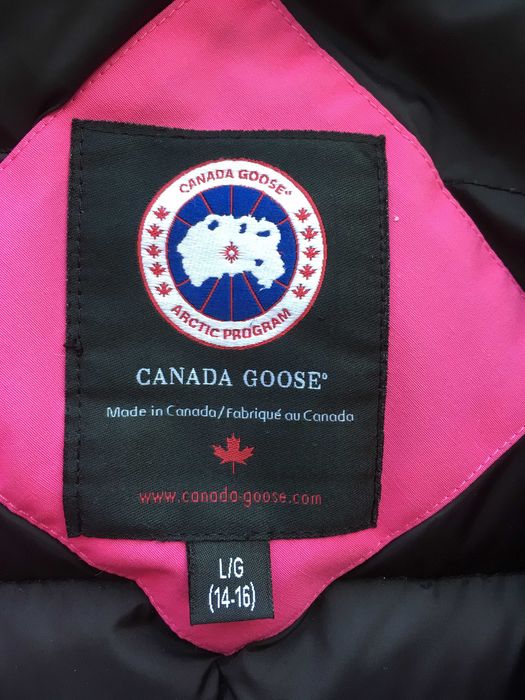 CANADA GOOSE®
ARCTIC PROGRAM
CANADA GOOSE®
Made in Canada/Fabriqué au Canada
www.canada-goose.com
L/G
(14-16)